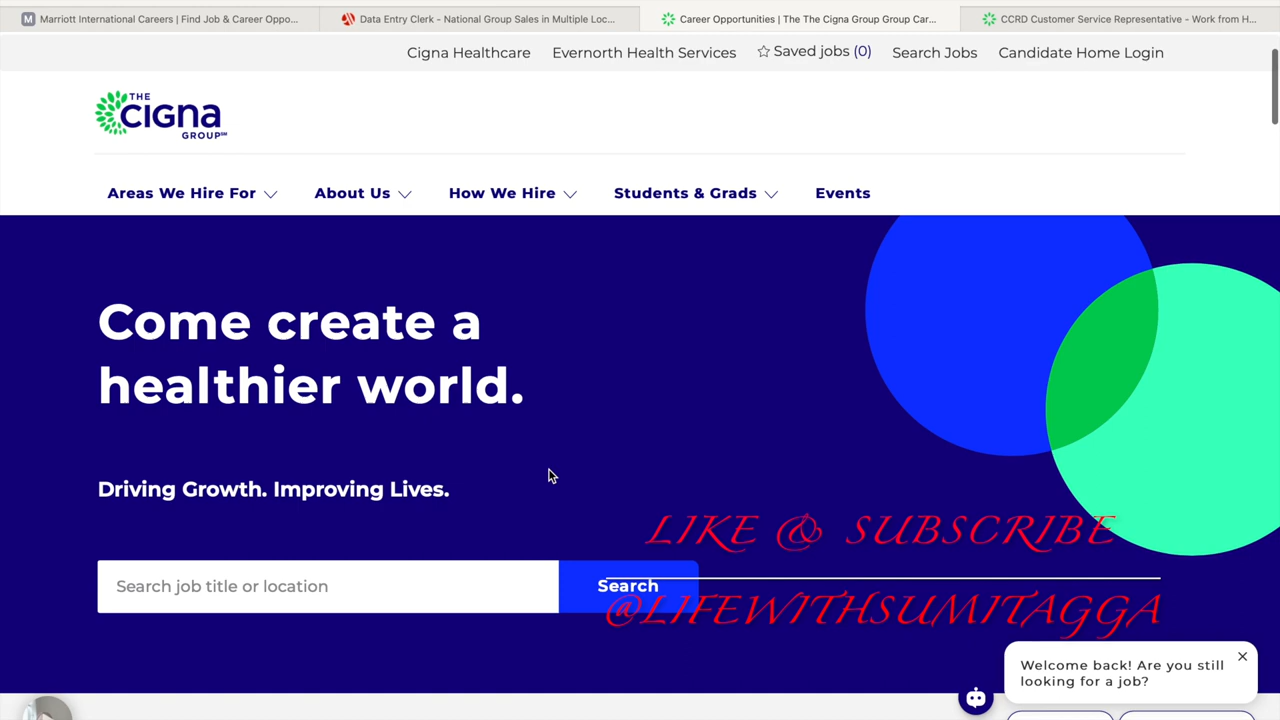 Marriott International Careers | Find Job & Career Oppo...
Data Entry Clerk - National Group Sales in Multiple Loc...
Career Opportunities | The The Cigna Group Group Car...
CCRD Customer Service Representative - Work from H...
Cigna Healthcare
Evernorth Health Services
Saved jobs (0)
Search Jobs
Candidate Home Login
THE
Cigna
GROUP℠
Areas We Hire For
About Us
How We Hire
Students & Grads
Events
Come create a
healthier world.
Driving Growth. Improving Lives.
Search job title or location
Search
LIKE & SUBSCRIBE
@LIFEWITHSUMITAGGA
Welcome back! Are you still
looking for a job?